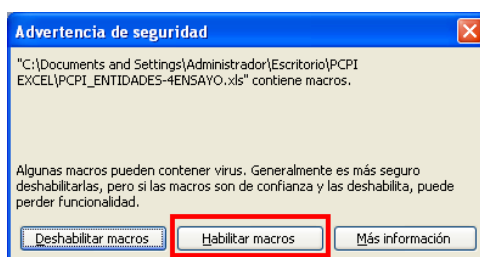 Advertencia de seguridad
"C:\Documents and Settings\Administrador\Escritorio\PCPI
EXCEL\PCPI_ENTIDADES-4ENSAYO.xls" contiene macros.
Algunas macros pueden contener virus. Generalmente es más seguro
deshabilitarlas, pero si las macros son de confianza y las deshabilita, puede
perder funcionalidad.
Deshabilitar macros Habilitar macros Más información